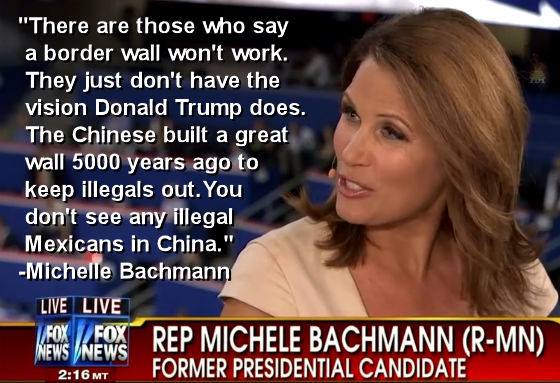 "There are those who say
a border wall won't work.
They just don't have the
vision Donald Trump does.
The Chinese built a great
wall 5000 years ago to
keep illegals out.You
don't see any illegal
Mexicans in China."
-Michelle Bachmann
LIVE LIVE
FOX NEWS FOX NEWS
2:16 MT
REP MICHELE BACHMANN (R-MN)
FORMER PRESIDENTIAL CANDIDATE